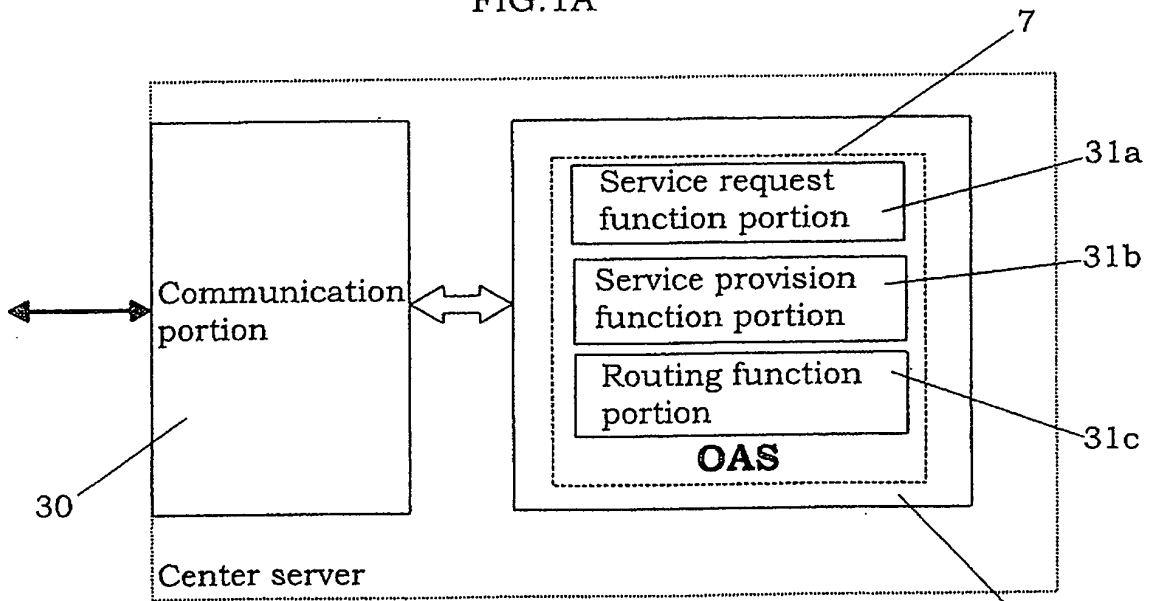 FIG.1A
7
Service request
function portion
31a
Service provision
function portion
31b
Communication
portion
Routing function
portion
31c
OAS
30
Center server